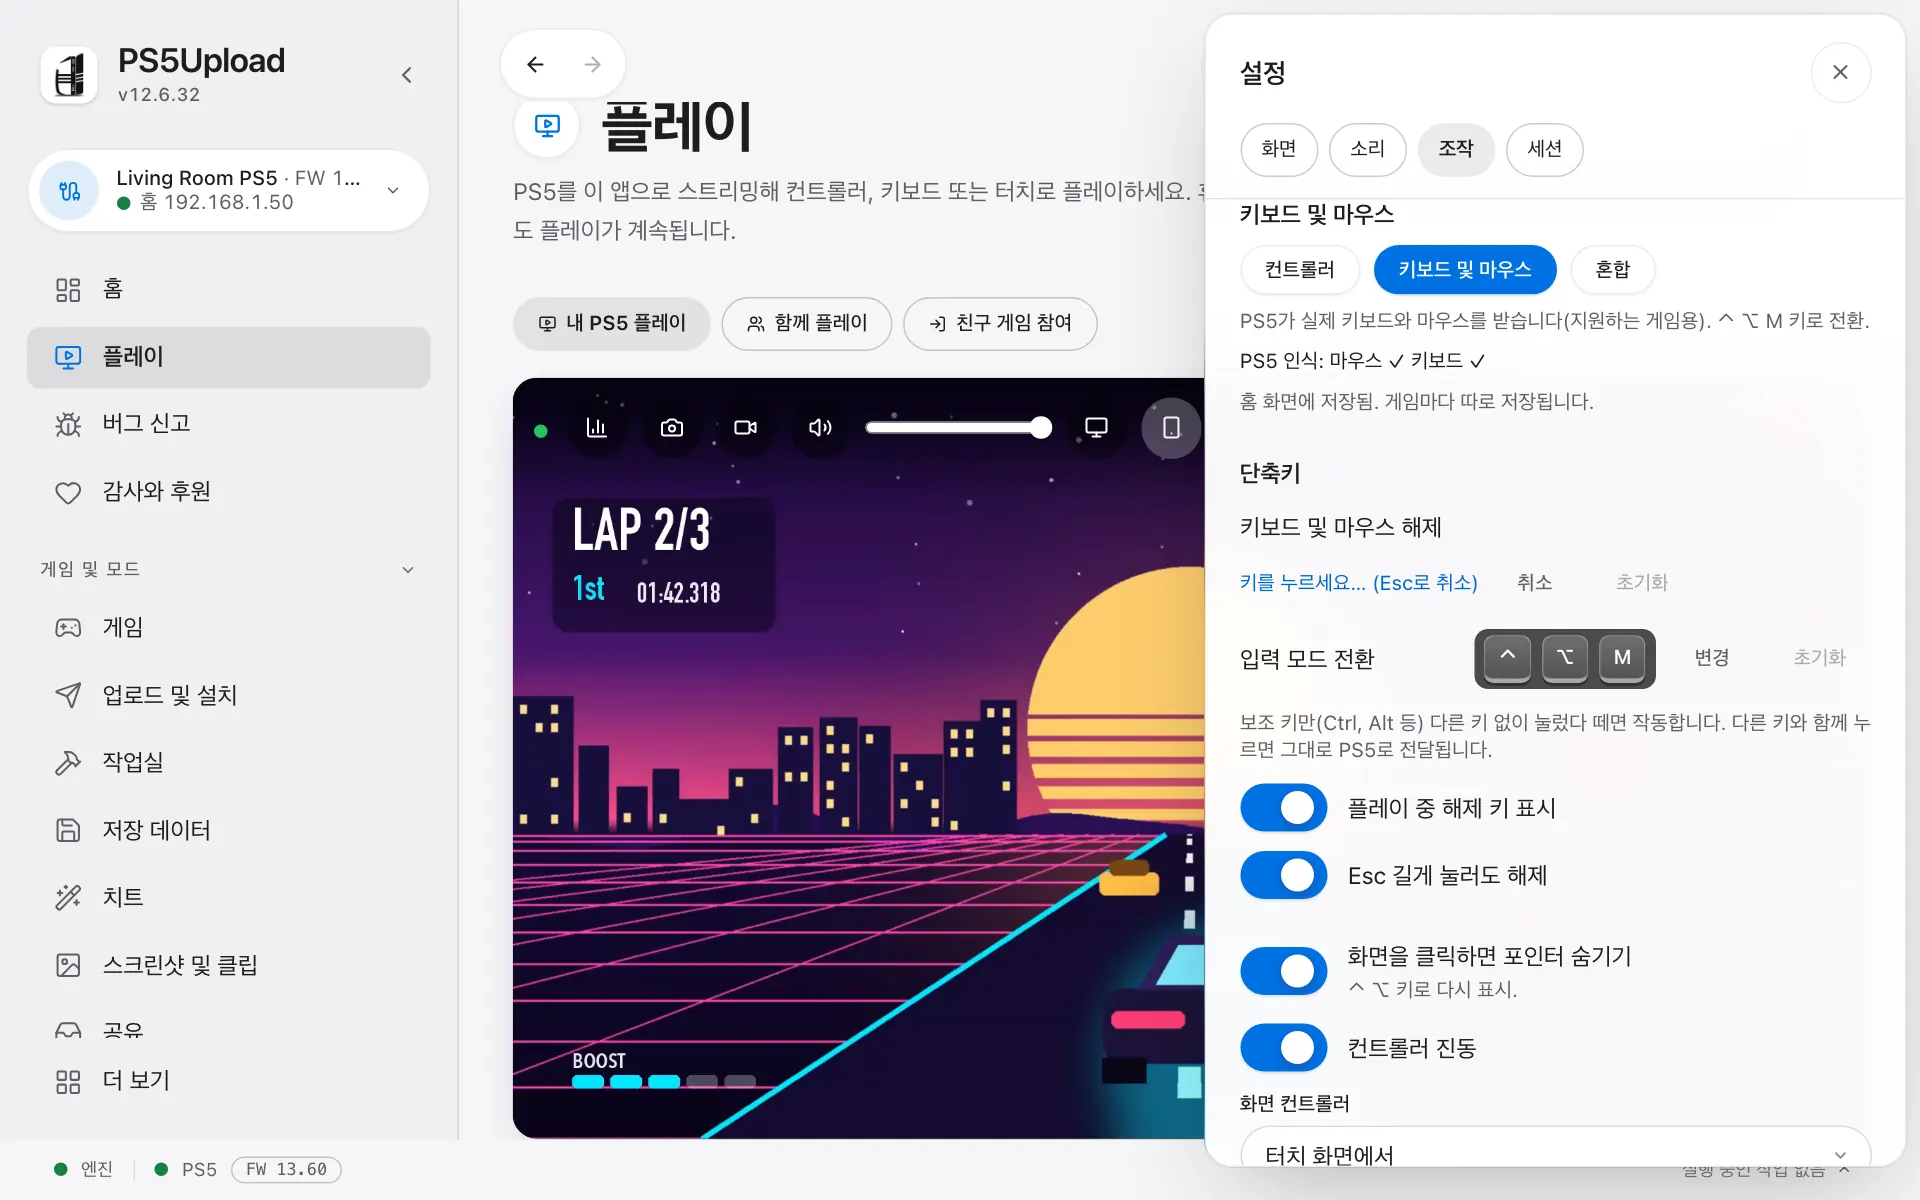 PS5Upload
v12.6.32
Living Room PS5 · FW 1...
홈 192.168.1.50
홈
플레이
버그 신고
감사와 후원
게임 및 모드
게임
업로드 및 설치
작업실
저장 데이터
치트
스크린샷 및 클립
공유
더 보기
엔진
PS5
FW 13.60
플레이
PS5를 이 앱으로 스트리밍해 컨트롤러, 키보드 또는 터치로 플레이하세요.
도 플레이가 계속됩니다.
내 PS5 플레이
함께 플레이
친구 게임 참여
LAP 2/3
1st 01:42.318
BOOST
설정
화면
소리
조작
세션
키보드 및 마우스
컨트롤러
키보드 및 마우스
혼합
PS5가 실제 키보드와 마우스를 받습니다(지원하는 게임용). ⌃ ⌥ M 키로 전환.
PS5 인식: 마우스 ✓ 키보드 ✓
홈 화면에 저장됨. 게임마다 따로 저장됩니다.
단축키
키보드 및 마우스 해제
키를 누르세요... (Esc로 취소) 취소 초기화
입력 모드 전환 ⌃ ⌥ M 변경 초기화
보조 키만(Ctrl, Alt 등) 다른 키 없이 눌렀다 떼면 작동합니다. 다른 키와 함께 누
르면 그대로 PS5로 전달됩니다.
플레이 중 해제 키 표시
Esc 길게 눌러도 해제
화면을 클릭하면 포인터 숨기기
⌃ ⌥ 키로 다시 표시.
컨트롤러 진동
화면 컨트롤러
터치 화면에서
실행 중인 작업 없음